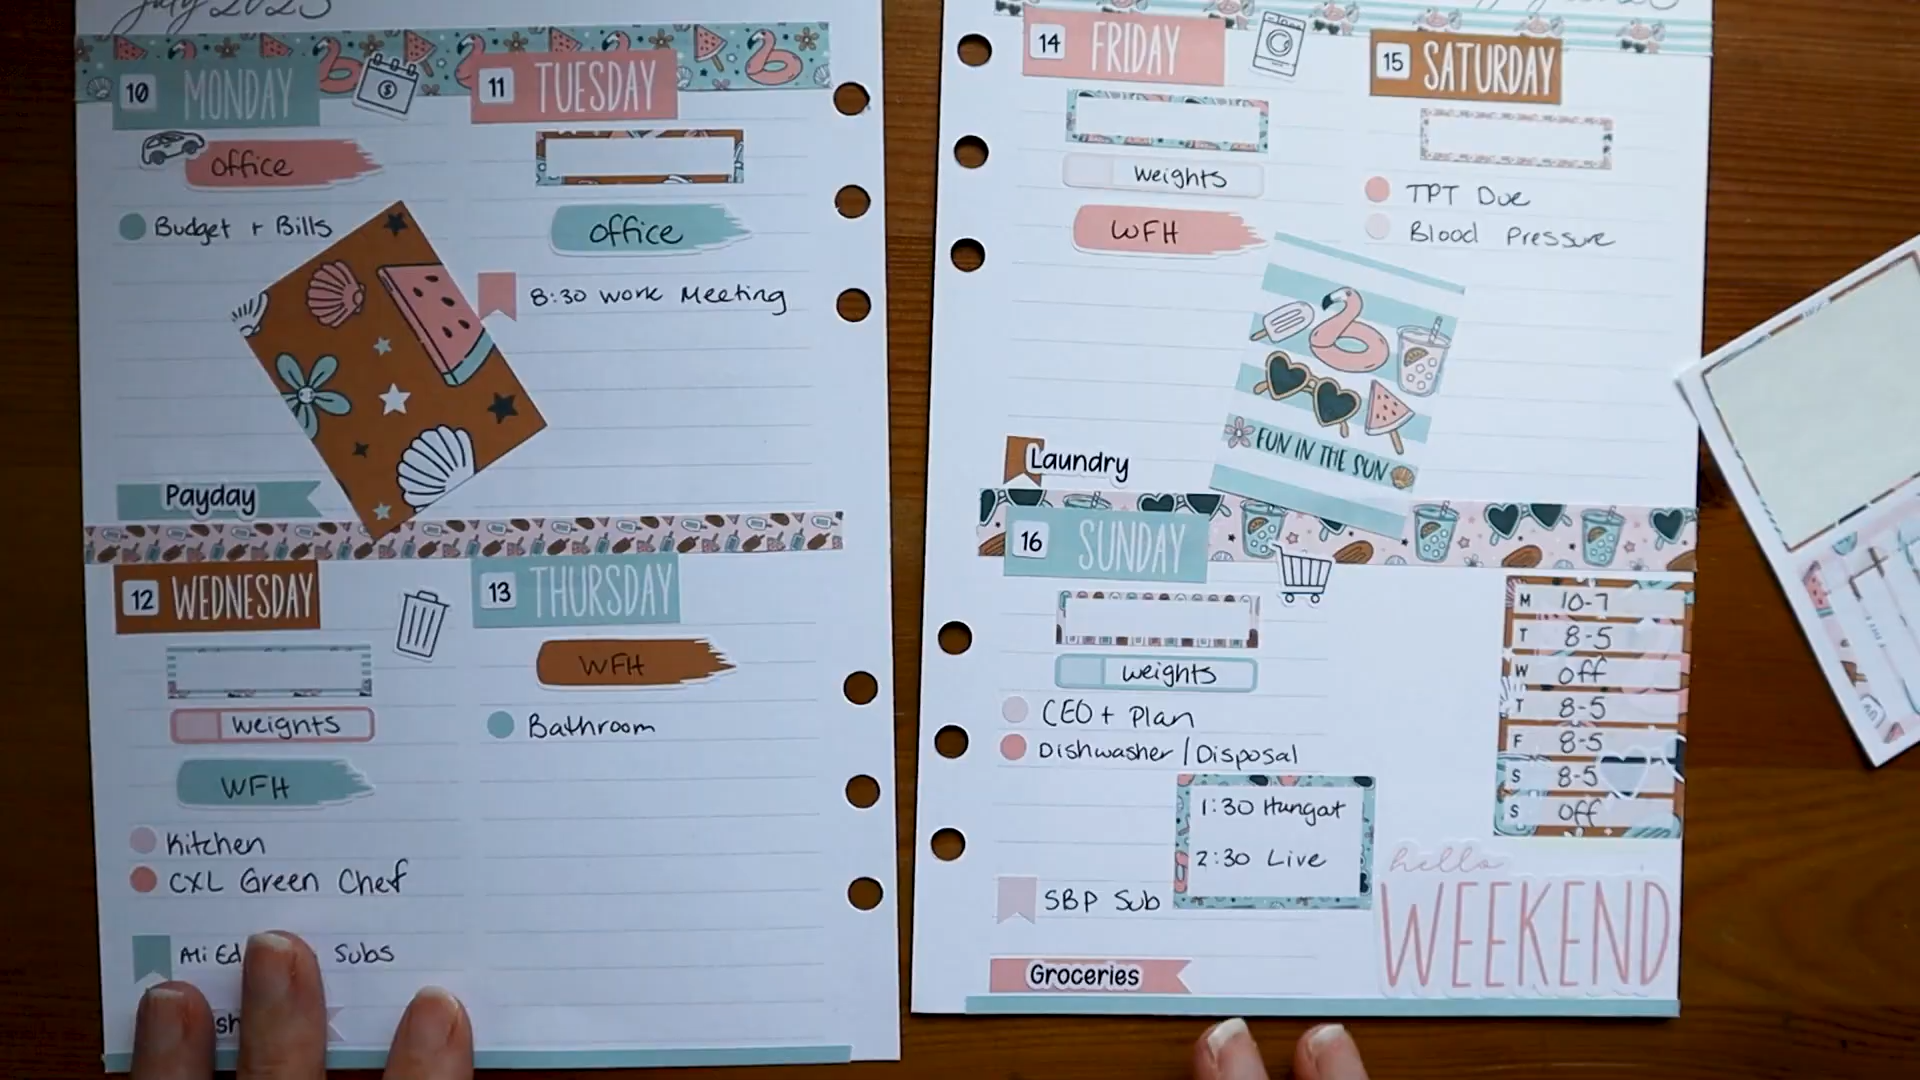 July 2023
10 MONDAY
office
Budget + Bills
Payday
11 TUESDAY
office
8:30 work Meeting
12 WEDNESDAY
weights
WFH
Kitchen
CXL Green Chef
Subs
13 THURSDAY
WFH
Bathroom
14 FRIDAY
weights
WFH
Laundry
FUN IN THE SUN
15 SATURDAY
TPT Due
Blood Pressure
16 SUNDAY
weights
CEO + Plan
Dishwasher / Disposal
1:30 Hungat
2:30 Live
SBP Sub
Groceries
M 10-7
T 8-5
W off
T 8-5
F 8-5
S 8-5
S off
hello
WEEKEND